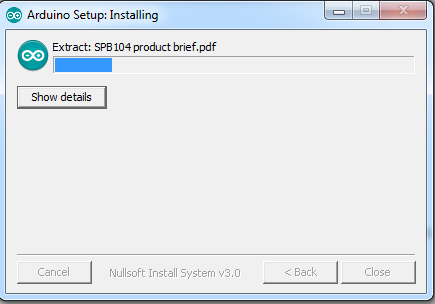 Arduino Setup: Installing
Extract: SPB104 product brief.pdf
Show details
Cancel
Nullsoft Install System v3.0
< Back
Close